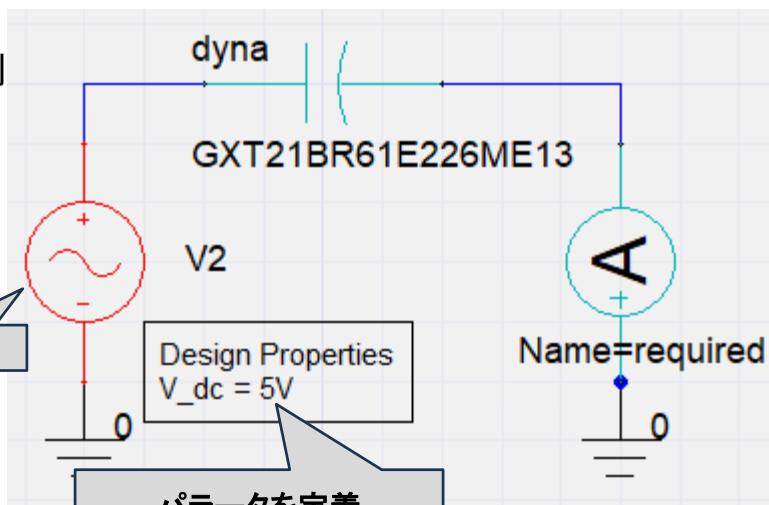 dyna
GXT21BR61E226ME13
+
V2
-
A
+
Design Properties
V_dc = 5V
Name=required
0
0